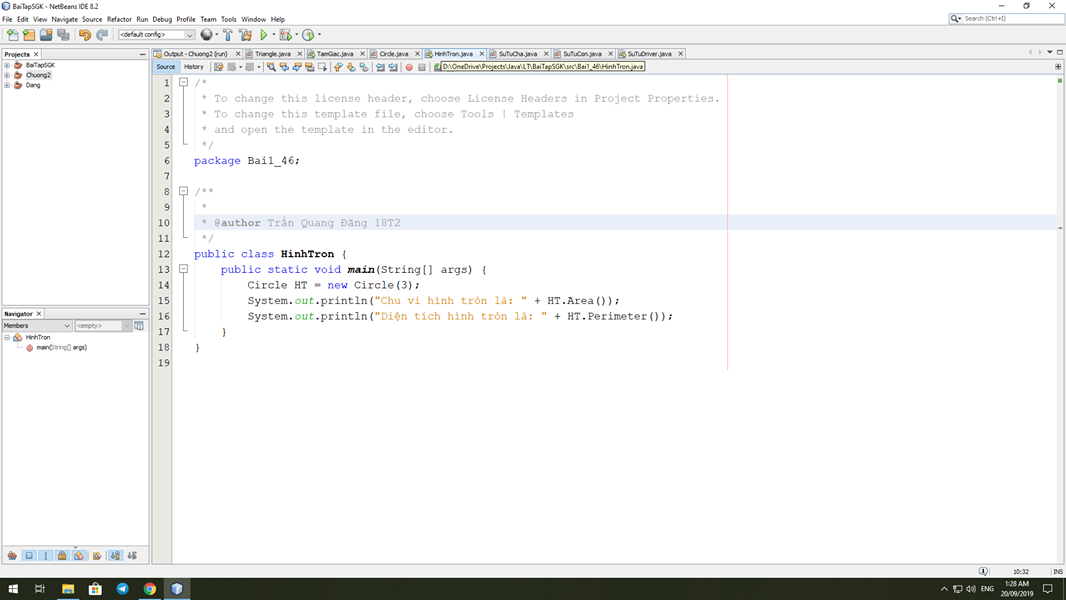 BaiTapSGK - NetBeans IDE 8.2
File Edit View Navigate Source Refactor Run Debug Profile Team Tools Window Help
Search (Ctrl+I)
<default config>
Projects
BaiTapSGK
Chuong2
Dang
Output - Chuong2 (run) Triangle.java TamGiac.java Circle.java HinhTron.java SuTuCha.java SuTuCon.java SuTuDriver.java
Source History
D:\OneDrive\Projects\Java\LT\BaiTapSGK\src\Bai1_46\HinhTron.java
1 /*
2 * To change this license header, choose License Headers in Project Properties.
3 * To change this template file, choose Tools | Templates
4 * and open the template in the editor.
5 */
6 package Bai1_46;
7
8 /**
9 *
10 * @author Trần Quang Đăng 18T2
11 */
12 public class HinhTron {
13 public static void main(String[] args) {
14 Circle HT = new Circle(3);
15 System.out.println("Chu vi hình tròn là: " + HT.Area());
16 System.out.println("Diện tích hình tròn là: " + HT.Perimeter());
17 }
18 }
19
Navigator
Members <empty>
HinhTron
main(String[] args)
1 10:32 INS
ENG 1:28 AM
20/09/2019